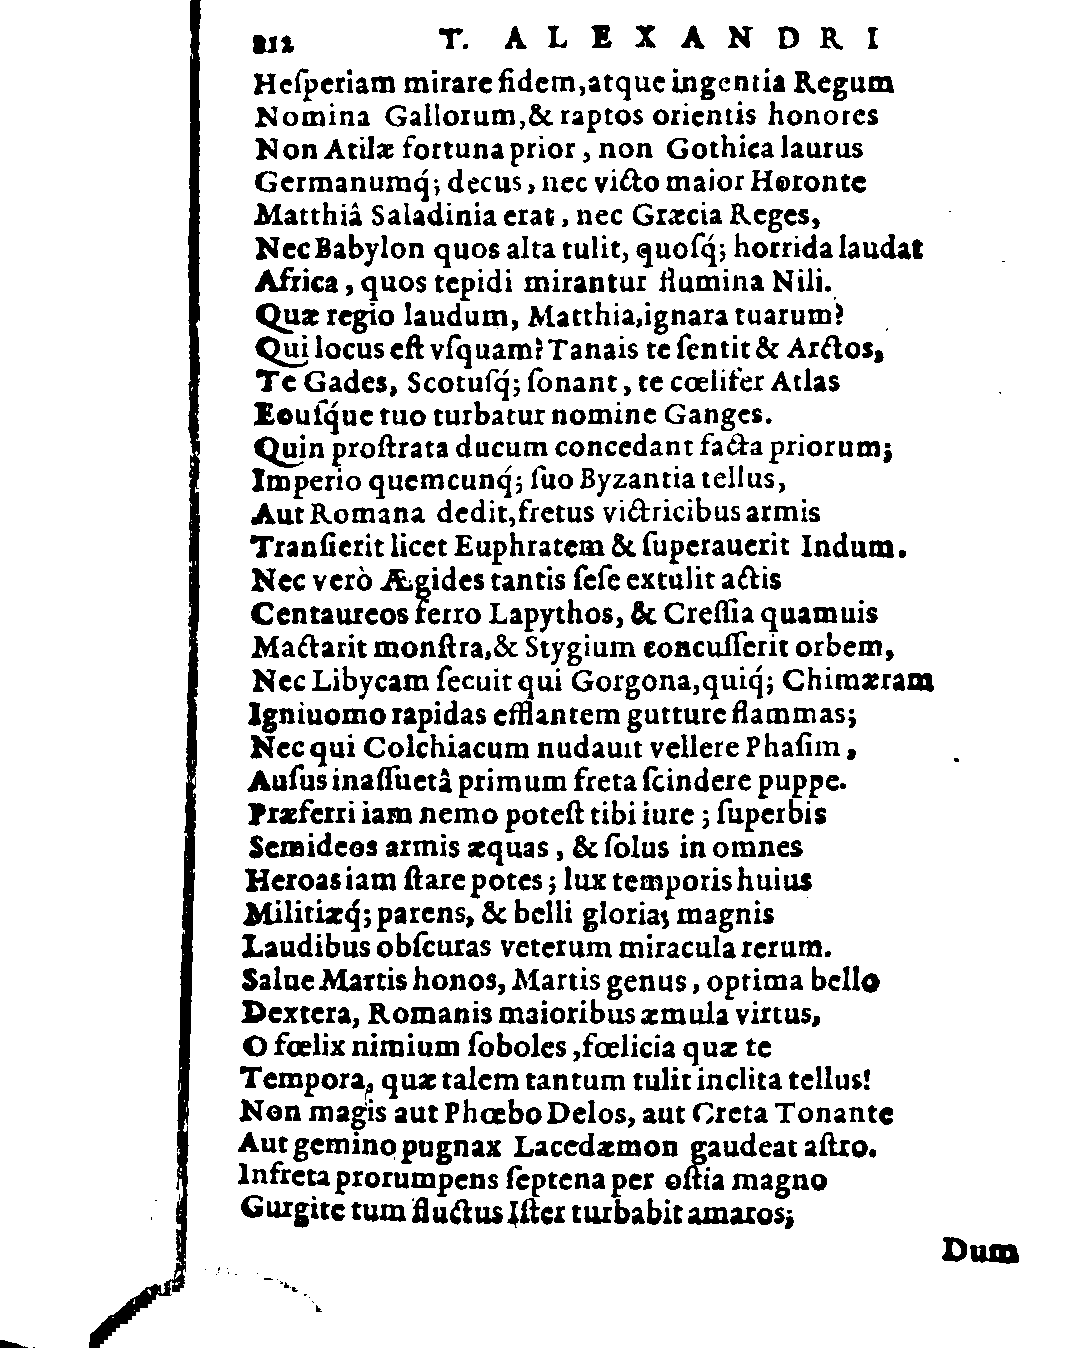 212 T. ALEXANDRI
Heſperiam mirare fidem, atque ingentia Regum
Nomina Gallorum, & raptos orientis honores
Non Atilæ fortuna prior, non Gothica laurus
Germanumq́; decus, nec victo maior Horonte
Matthiâ Saladinia erat, nec Græcia Reges,
Nec Babylon quos alta tulit, quoſq́; horrida laudat
Africa, quos tepidi mirantur flumina Nili.
Quæ regio laudum, Matthia, ignara tuarum?
Qui locus eſt vſquam? Tanais te ſentit & Arctos,
Te Gades, Scotuſq́; ſonant, te cœlifer Atlas
Eouſq́ue tuo turbatur nomine Ganges.
Quin proſtrata ducum concedant facta priorum;
Imperio quemcunq́; ſuo Byzantia tellus,
Aut Romana dedit, fretus victricibus armis
Tranſierit licet Euphratem & ſuperauerit Indum.
Nec verò Ægides tantis ſeſe extulit actis
Centaureos ferro Lapythos, & Creſſia quamuis
Mactarit monſtra, & Stygium concuſſerit orbem,
Nec Libycam ſecuit qui Gorgona, quiq́; Chimæram
Igniuomo rapidas efflantem gutture flammas;
Nec qui Colchiacum nudauit vellere Phaſim,
Auſus inaſſuetâ primum freta ſcindere puppe.
Præferri iam nemo poteſt tibi iure; ſuperbis
Semideos armis æquas, & ſolus in omnes
Heroas iam ſtare potes; lux temporis huius
Militiæq́; parens, & belli gloria; magnis
Laudibus obſcuras veterum miracula rerum.
Salue Martis honos, Martis genus, optima bello
Dextera, Romanis maioribus æmula virtus,
O fœlix nimium ſoboles, fœlicia quæ te
Tempora, quæ talem tantum tulit inclita tellus!
Non magis aut Phœbo Delos, aut Creta Tonante
Aut gemino pugnax Lacedæmon gaudeat aſtro.
In freta prorumpens ſeptena per oſtia magno
Gurgite tum fluctus Iſter turbabit amaros;
Dum